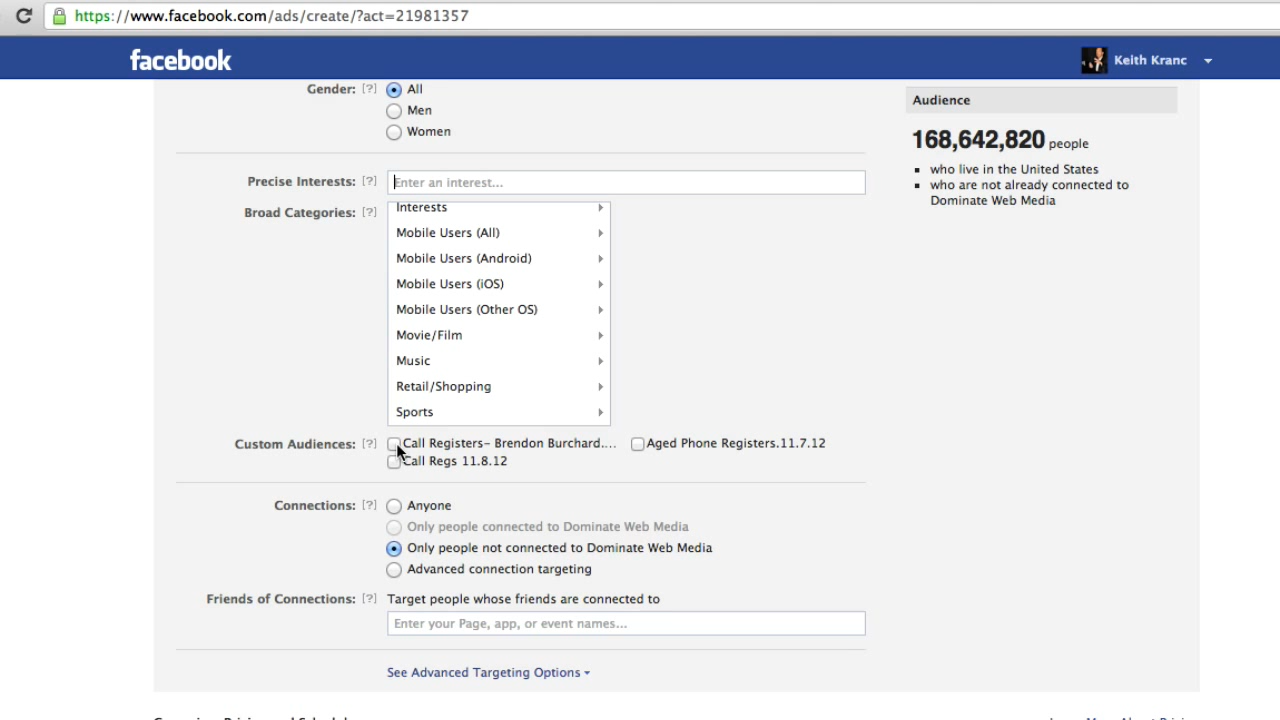 https://www.facebook.com/ads/create/?act=21981357
facebook
Keith Kranc
Gender: [?]
All
Men
Women
Precise Interests: [?]
Enter an interest...
Broad Categories: [?]
Interests
Mobile Users (All)
Mobile Users (Android)
Mobile Users (iOS)
Mobile Users (Other OS)
Movie/Film
Music
Retail/Shopping
Sports
Custom Audiences: [?]
Call Registers- Brendon Burchard....
Aged Phone Registers.11.7.12
Call Regs 11.8.12
Connections: [?]
Anyone
Only people connected to Dominate Web Media
Only people not connected to Dominate Web Media
Advanced connection targeting
Friends of Connections: [?]
Target people whose friends are connected to
Enter your Page, app, or event names...
See Advanced Targeting Options
Audience
168,642,820 people
who live in the United States
who are not already connected to
Dominate Web Media